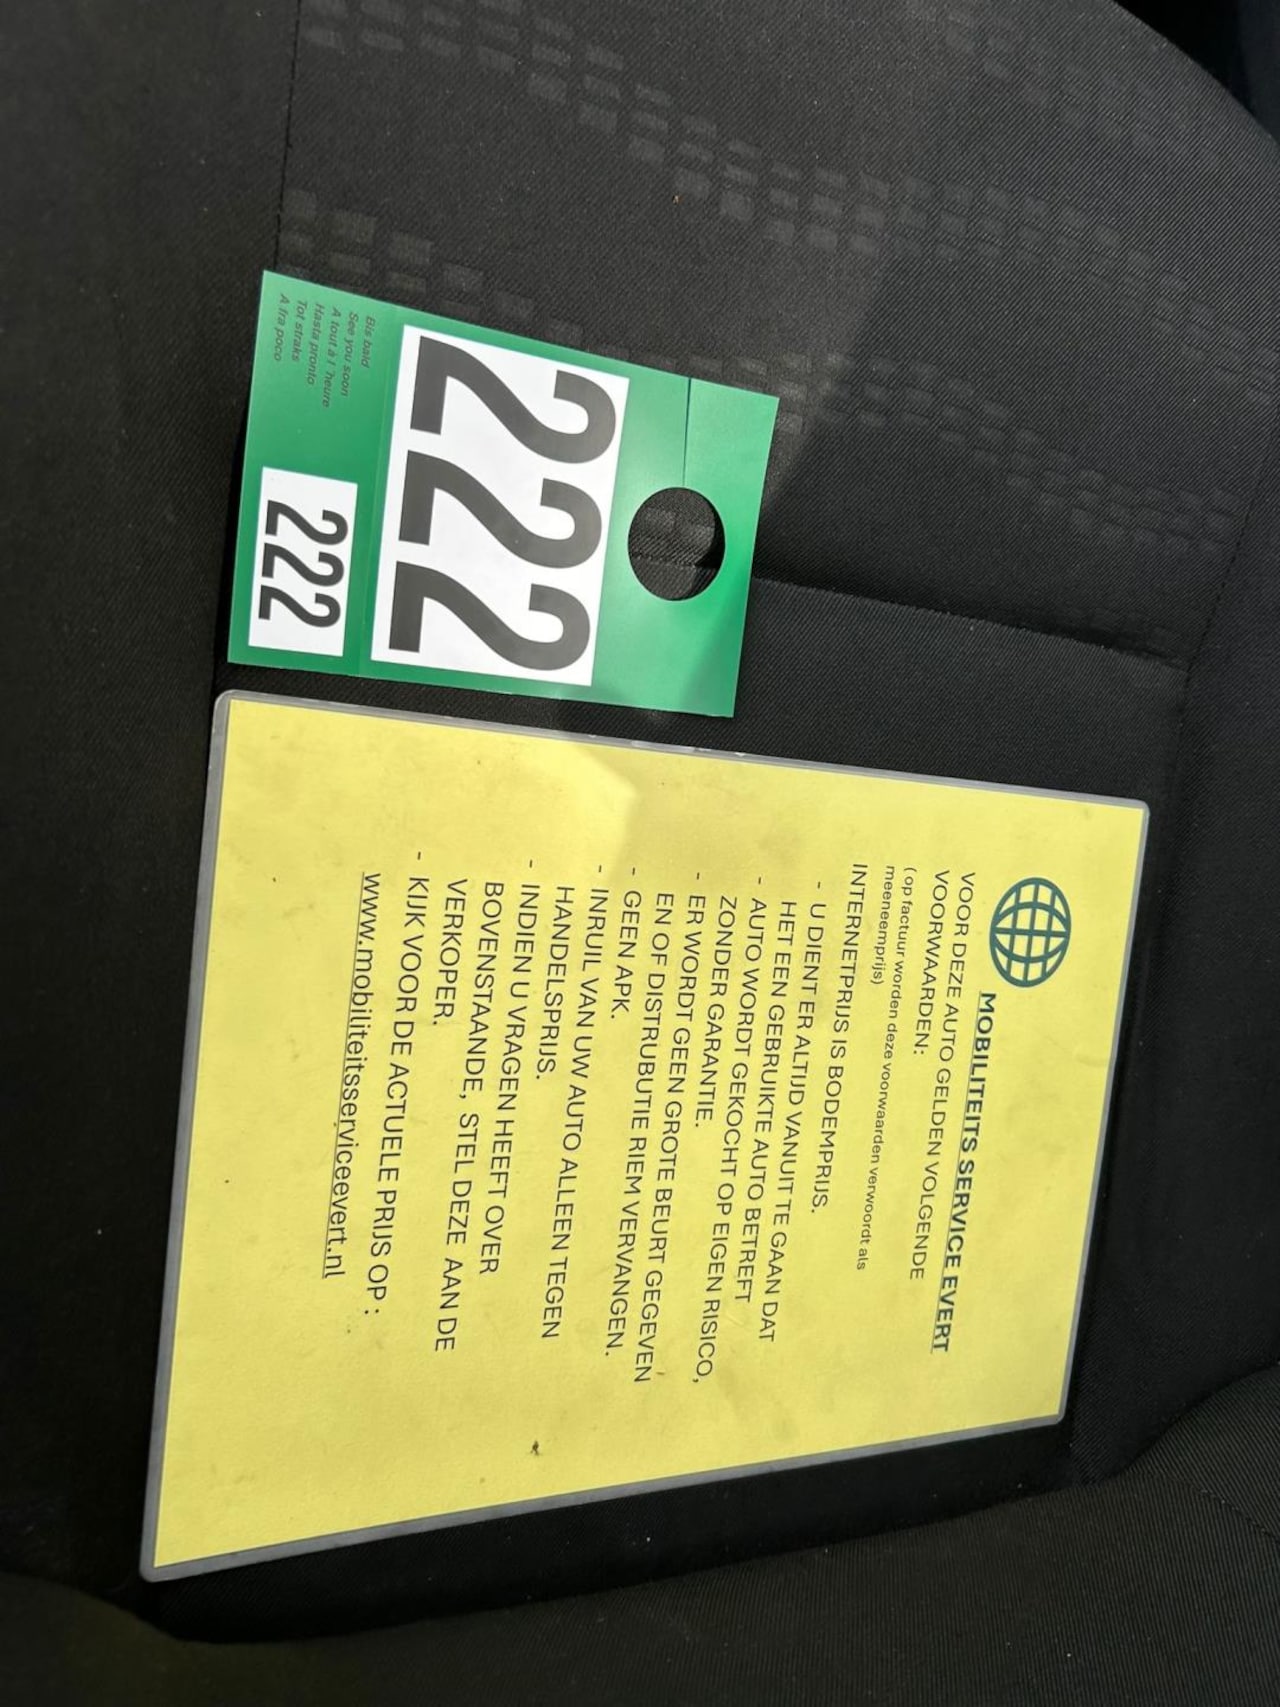 222
Bis bald
See you soon
A tout à l´heure
Hasta pronto
Tot straks
A fra poco
222
MOBILITEITS SERVICE EVERT
VOOR DEZE AUTO GELDEN VOLGENDE
VOORWAARDEN:
(op factuur worden deze voorwaarden verwoordt als
meeneemprijs)
INTERNETPRIJS IS BODEMPRIJS.
- U DIENT ER ALTIJD VANUIT TE GAAN DAT
HET EEN GEBRUIKTE AUTO BETREFT
- AUTO WORDT GEKOCHT OP EIGEN RISICO,
ZONDER GARANTIE.
- ER WORDT GEEN GROTE BEURT GEGEVEN
EN OF DISTRUBUTIE RIEM VERVANGEN.
- GEEN APK.
- INRUIL VAN UW AUTO ALLEEN TEGEN
HANDELSPRIJS.
- INDIEN U VRAGEN HEEFT OVER
BOVENSTAANDE, STEL DEZE AAN DE
VERKOPER.
- KIJK VOOR DE ACTUELE PRIJS OP :
www.mobiliteitsserviceevert.nl